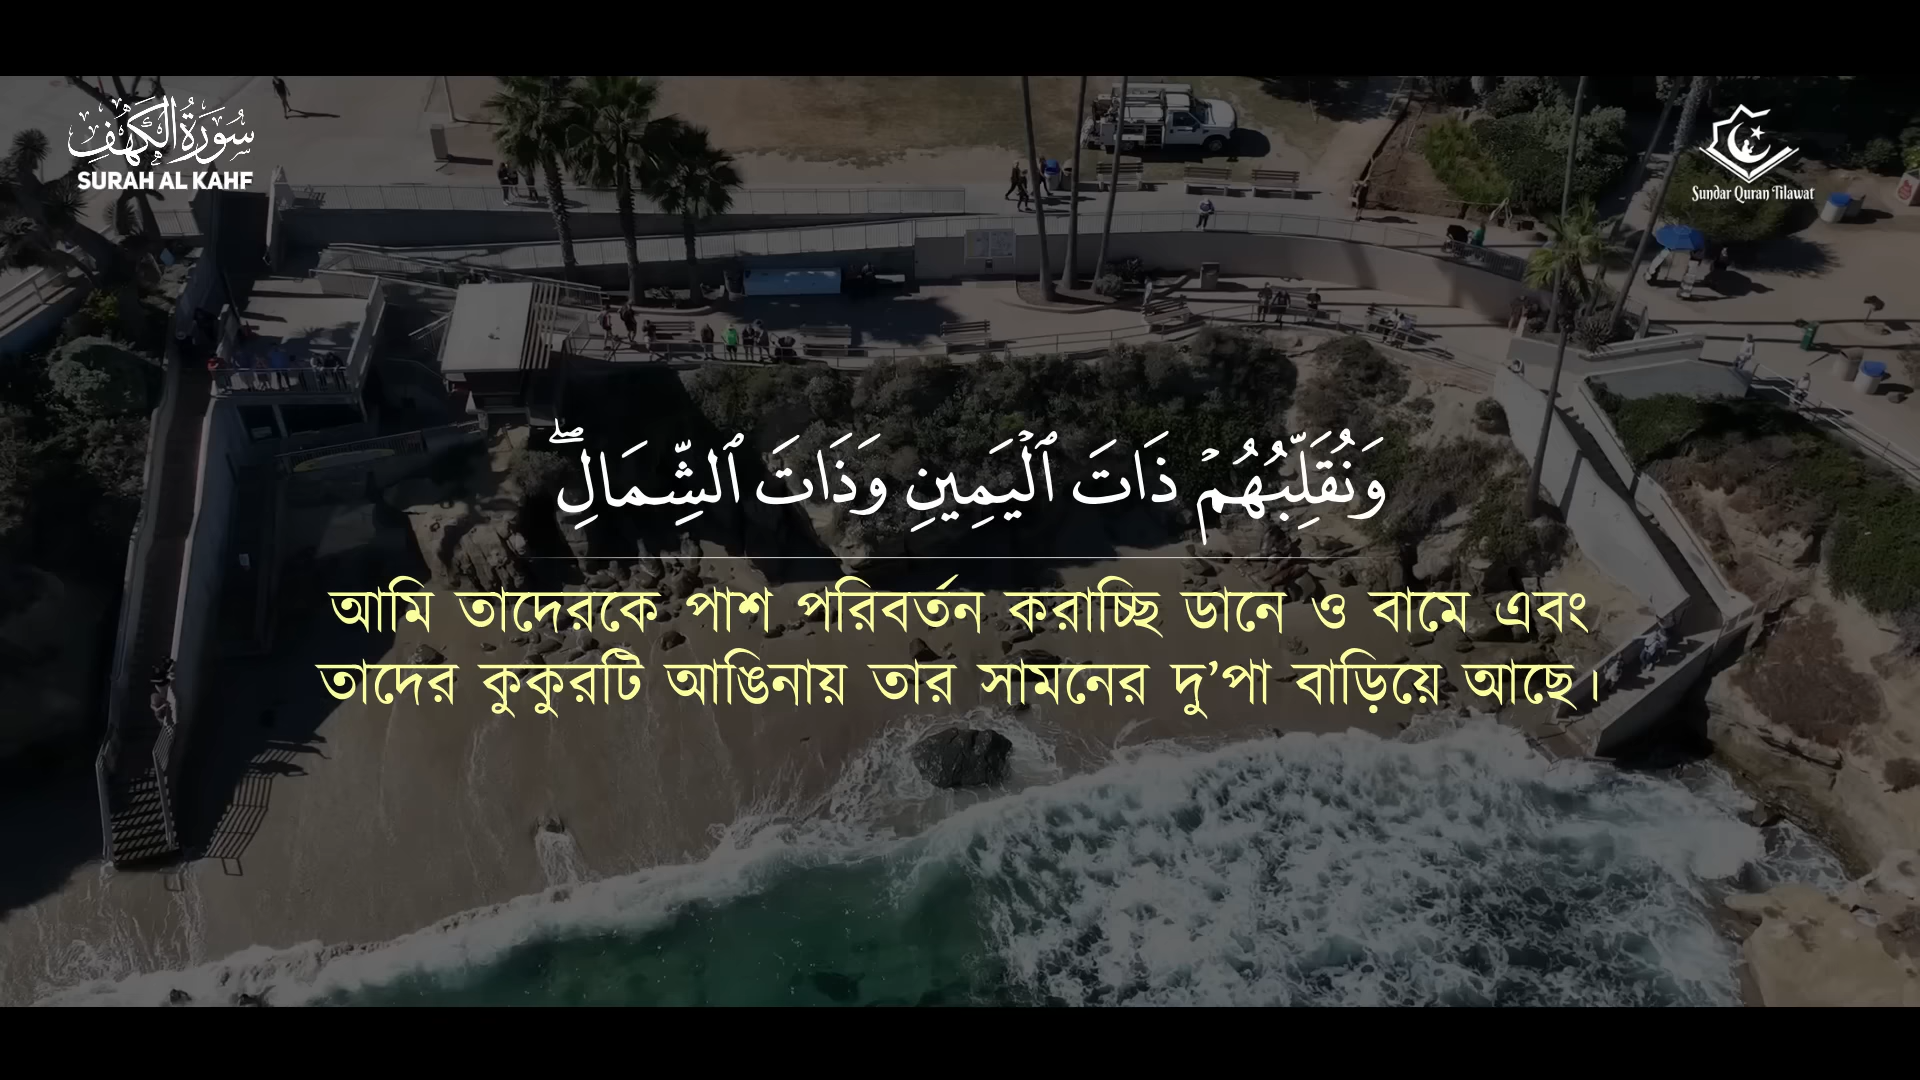 سُورَةُ الْكَهْفِ
SURAH AL KAHF
Sundar Quran Tilawat
وَنُقَلِّبُهُمۡ ذَاتَ ٱلۡيَمِينِ وَذَاتَ ٱلشِّمَالِۖ
আমি তাদেরকে পাশ পরিবর্তন করাচ্ছি ডানে ও বামে এবং
তাদের কুকুরটি আঙিনায় তার সামনের দু’পা বাড়িয়ে আছে।